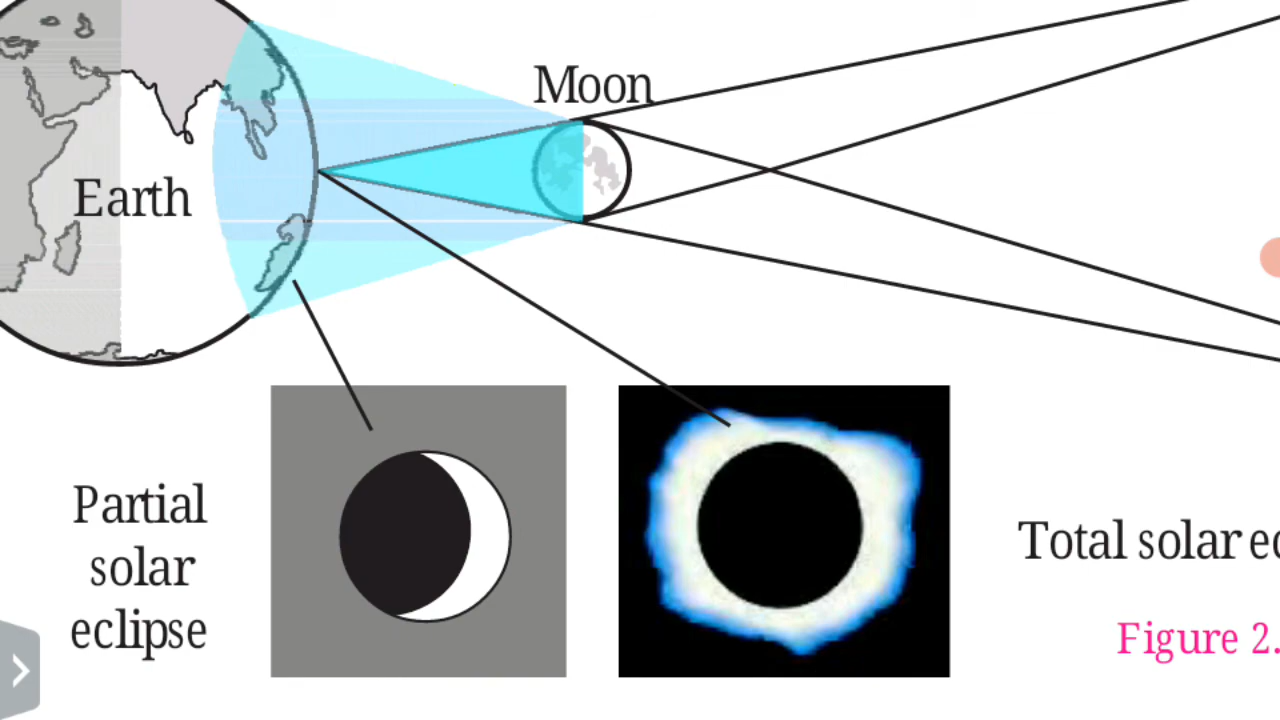 Moon
Earth
Partial
solar
eclipse
Total solar ec
Figure 2.